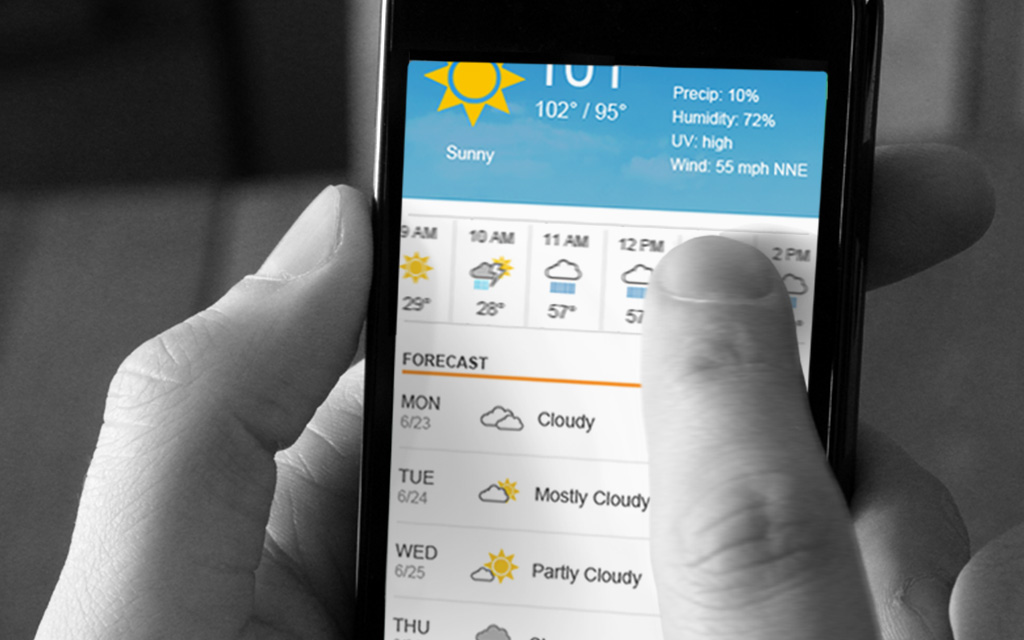 101
102° / 95°
Sunny
Precip: 10%
Humidity: 72%
UV: high
Wind: 55 mph NNE
9 AM 10 AM 11 AM 12 PM 2 PM
29° 28° 57°
FORECAST
MON
6/23
Cloudy
TUE
6/24
Mostly Cloudy
WED
6/25
Partly Cloudy
THU